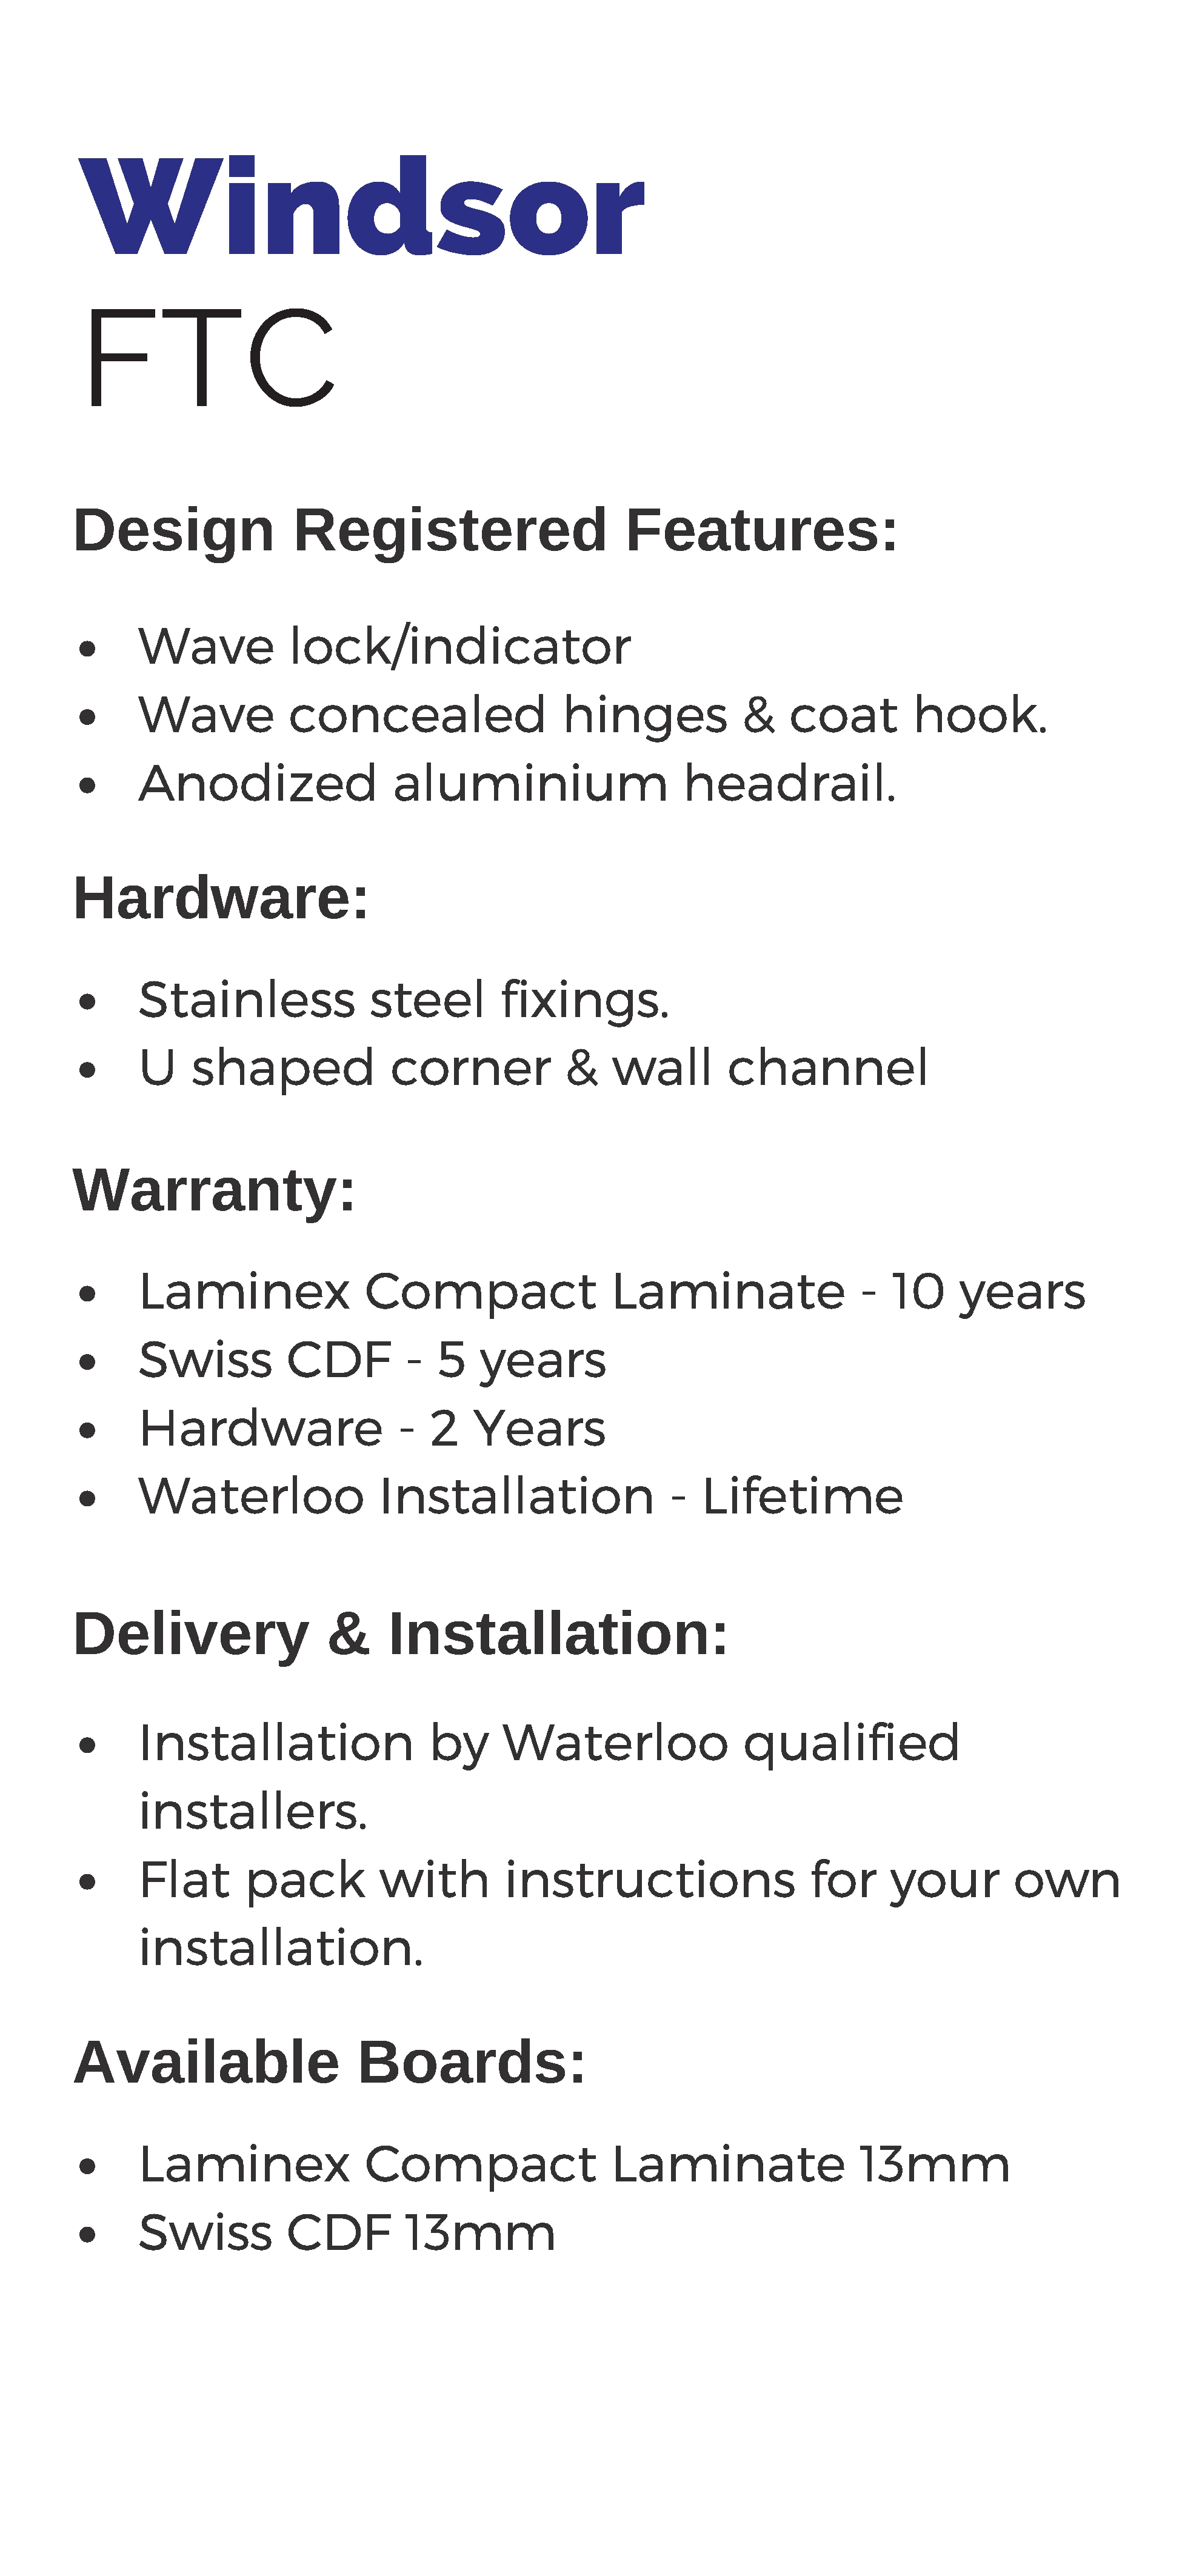 Windsor
FTC
Design Registered Features:
• Wave lock/indicator
• Wave concealed hinges & coat hook.
• Anodized aluminium headrail.
Hardware:
• Stainless steel fixings.
• U shaped corner & wall channel
Warranty:
• Laminex Compact Laminate - 10 years
• Swiss CDF - 5 years
• Hardware - 2 Years
• Waterloo Installation - Lifetime
Delivery & Installation:
• Installation by Waterloo qualified
installers.
• Flat pack with instructions for your own
installation.
Available Boards:
• Laminex Compact Laminate 13mm
• Swiss CDF 13mm